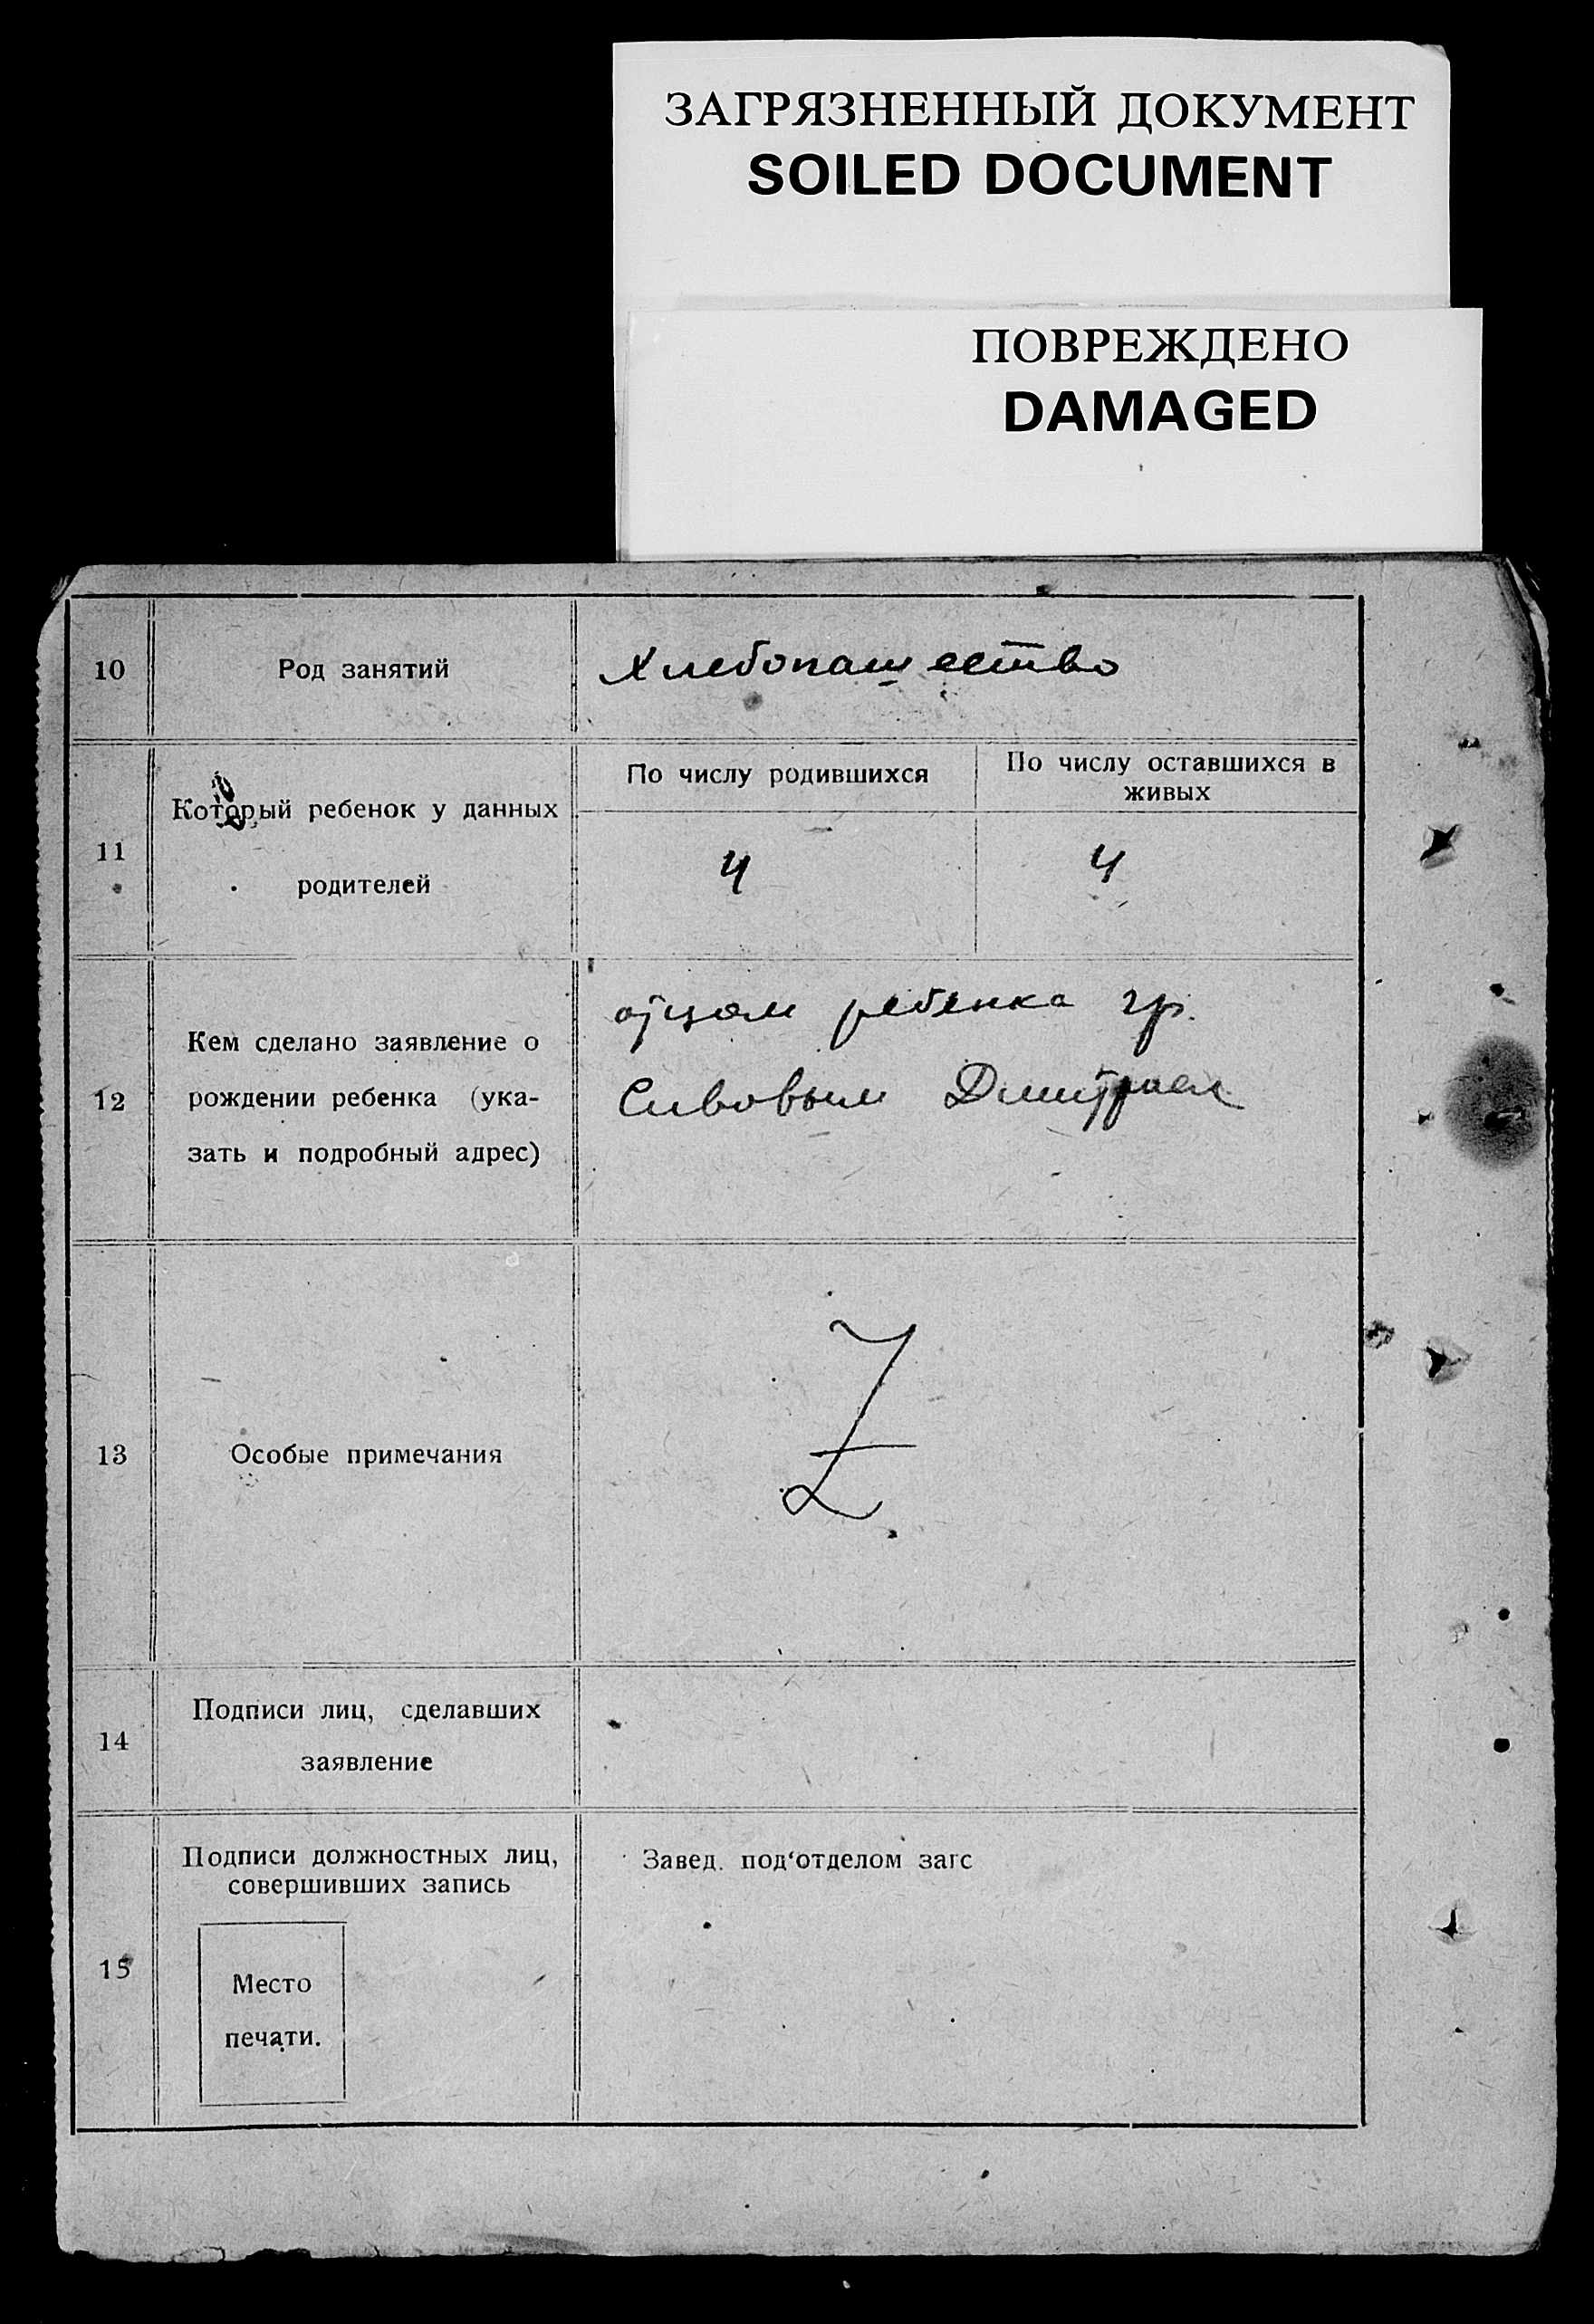 ЗАГРЯЗНЕННЫЙ ДОКУМЕНТ
SOILED DOCUMENT
ПОВРЕЖДЕНО
DAMAGED
10
Род занятий
Хлебопашество
11
Который ребенок у данных
родителей
По числу родившихся
По числу оставшихся в
живых
4
4
12
Кем сделано заявление о
рождении ребенка (ука-
зать и подробный адрес)
отцом ребенка гр.
Сивовым Дмитрием
13
Особые примечания
Z
14
Подписи лиц, сделавших
заявление
15
Подписи должностных лиц,
совершивших запись
Место
печати.
Завед. под‘отделом загс